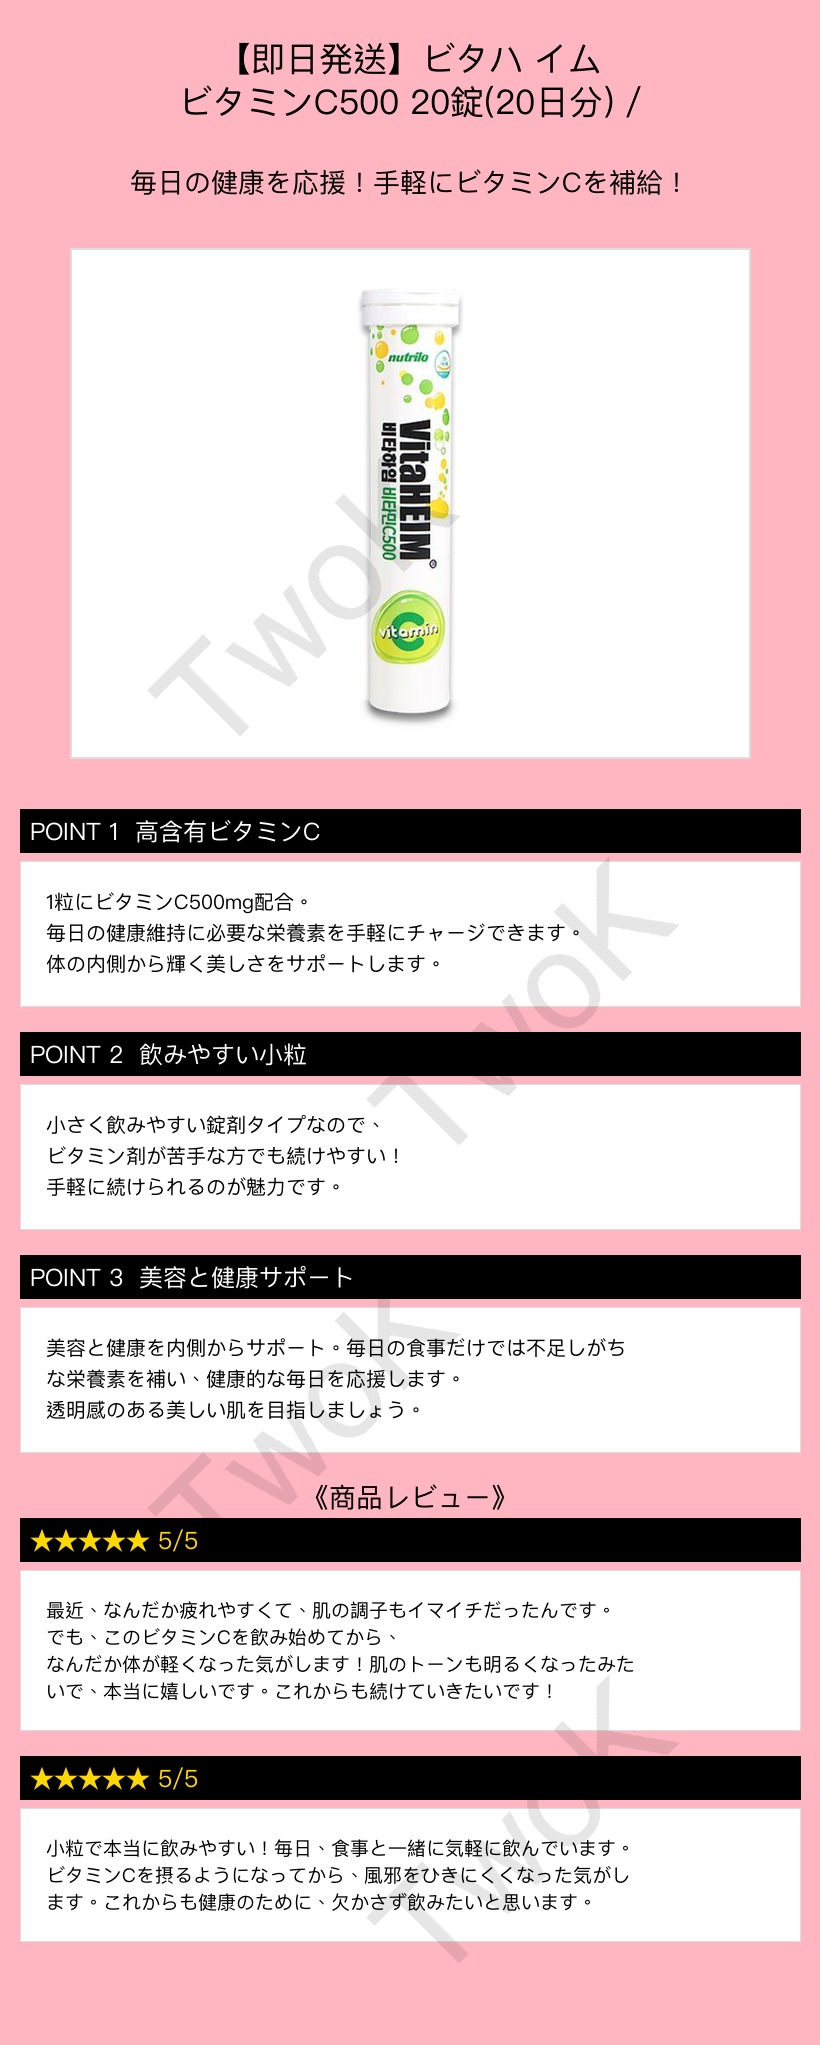 【即日発送】ビタハ イム
ビタミンC500 20錠(20日分) /
毎日の健康を応援！手軽にビタミンCを補給！
nutrilo
VitaHEIM
비타하임 비타민C500
vitamin
C
TwoK
POINT 1 高含有ビタミンC
1粒にビタミンC500mg配合。
毎日の健康維持に必要な栄養素を手軽にチャージできます。
体の内側から輝く美しさをサポートします。
TwoK
POINT 2 飲みやすい小粒
小さく飲みやすい錠剤タイプなので、
ビタミン剤が苦手な方でも続けやすい！
手軽に続けられるのが魅力です。
POINT 3 美容と健康サポート
美容と健康を内側からサポート。毎日の食事だけでは不足しがち
な栄養素を補い、健康的な毎日を応援します。
透明感のある美しい肌を目指しましょう。
TwoK
《商品レビュー》
★★★★★ 5/5
最近、なんだか疲れやすくて、肌の調子もイマイチだったんです。
でも、このビタミンCを飲み始めてから、
なんだか体が軽くなった気がします！肌のトーンも明るくなったみた
いで、本当に嬉しいです。これからも続けていきたいです！
★★★★★ 5/5
小粒で本当に飲みやすい！毎日、食事と一緒に気軽に飲んでいます。
ビタミンCを摂るようになってから、風邪をひきにくくなった気がし
ます。これからも健康のために、欠かさず飲みたいと思います。
TwoK